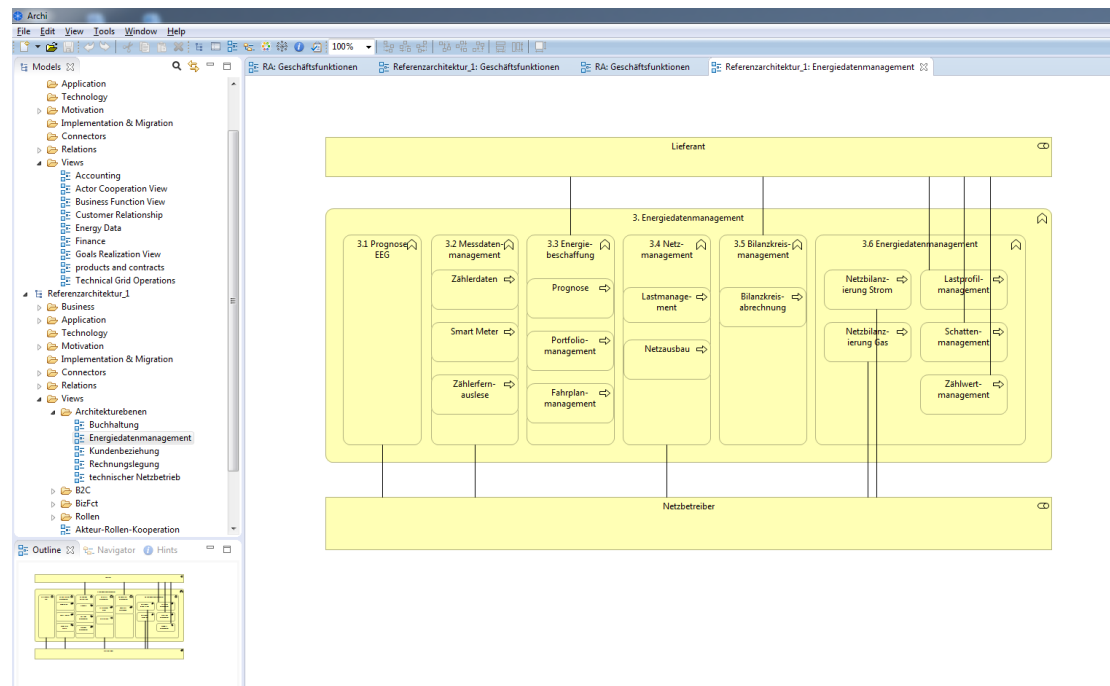 Archi
File Edit View Tools Window Help
100%
Models
Application
Technology
Motivation
Implementation & Migration
Connectors
Relations
Views
Accounting
Actor Cooperation View
Business Function View
Customer Relationship
Energy Data
Finance
Goals Realization View
products and contracts
Technical Grid Operations
Referenzarchitektur_1
Business
Application
Technology
Motivation
Implementation & Migration
Connectors
Relations
Views
Architekturebenen
Buchhaltung
Energiedatenmanagement
Kundenbeziehung
Rechnungslegung
technischer Netzbetrieb
B2C
BizFct
Rollen
Akteur-Rollen-Kooperation
Outline Navigator Hints
RA: Geschäftsfunktionen Referenzarchitektur_1: Geschäftsfunktionen RA: Geschäftsfunktionen Referenzarchitektur_1: Energiedatenmanagement
Lieferant
3. Energiedatenmanagement
3.1 Prognose
EEG
3.2 Messdaten-
management
Zählerdaten
Smart Meter
Zählerfern-
auslese
3.3 Energie-
beschaffung
Prognose
Portfolio-
management
Fahrplan-
management
3.4 Netz-
management
Lastmanage-
ment
Netzausbau
3.5 Bilanzkreis-
management
Bilanzkreis-
abrechnung
3.6 Energiedatenmanagement
Netzbilanz-
ierung Strom
Netzbilanz-
ierung Gas
Lastprofil-
management
Schatten-
management
Zählwert-
management
Netzbetreiber